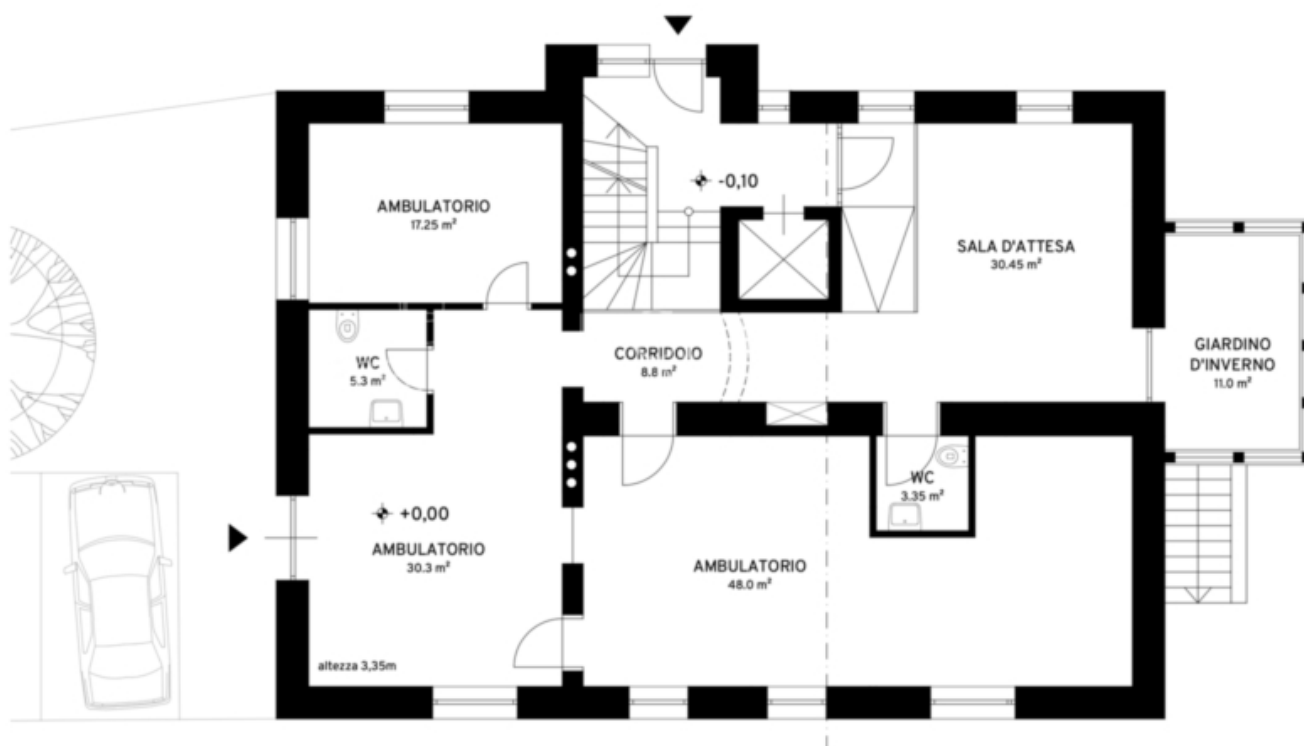 -0,10
AMBULATORIO
17.25 m²
SALA D'ATTESA
30.45 m²
GIARDINO
D'INVERNO
11.0 m²
CORRIDOIO
8.8 m²
WC
5.3 m²
WC
3.35 m²
+0,00
AMBULATORIO
30.3 m²
AMBULATORIO
48.0 m²
altezza 3,35m